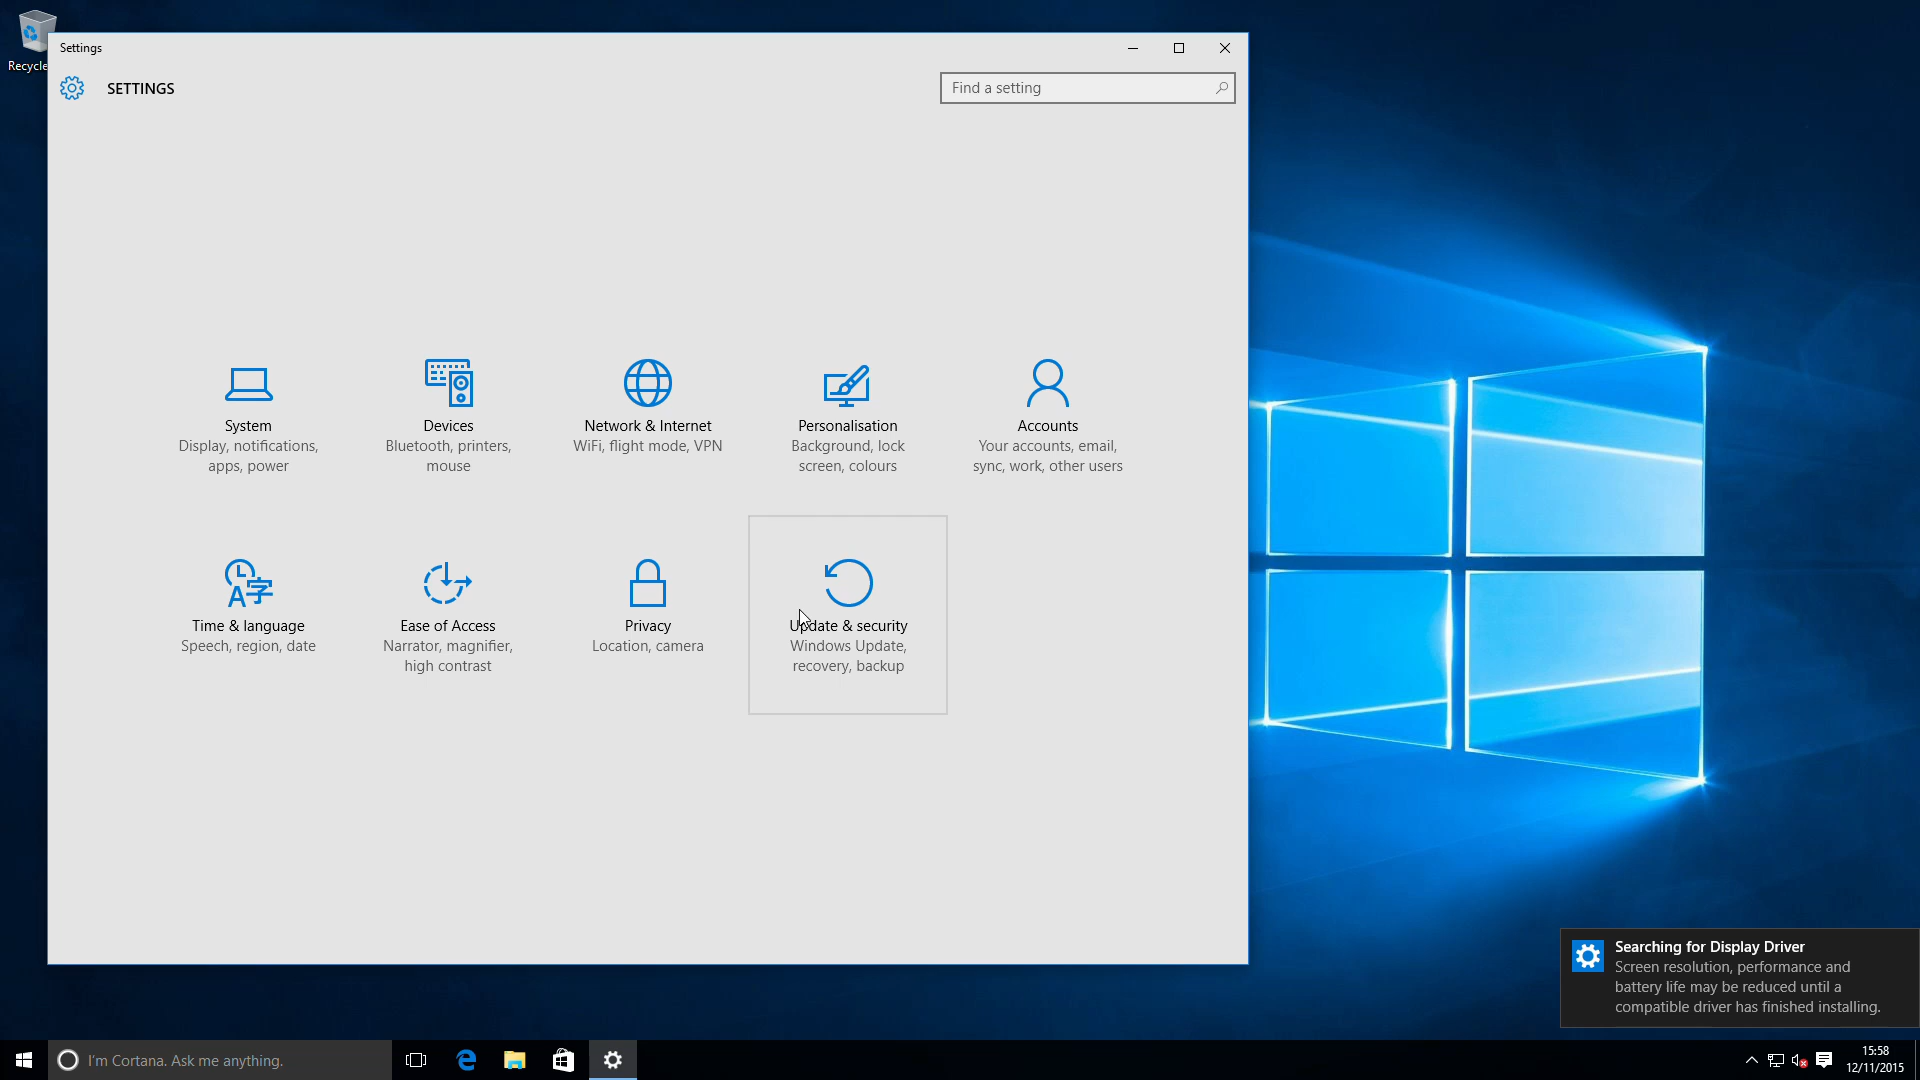 Recycle
Settings
SETTINGS
Find a setting
System
Display, notifications,
apps, power
Devices
Bluetooth, printers,
mouse
Network & Internet
WiFi, flight mode, VPN
Personalisation
Background, lock
screen, colours
Accounts
Your accounts, email,
sync, work, other users
Time & language
Speech, region, date
Ease of Access
Narrator, magnifier,
high contrast
Privacy
Location, camera
Update & security
Windows Update,
recovery, backup
Searching for Display Driver
Screen resolution, performance and
battery life may be reduced until a
compatible driver has finished installing.
I'm Cortana. Ask me anything.
15:58
12/11/2015